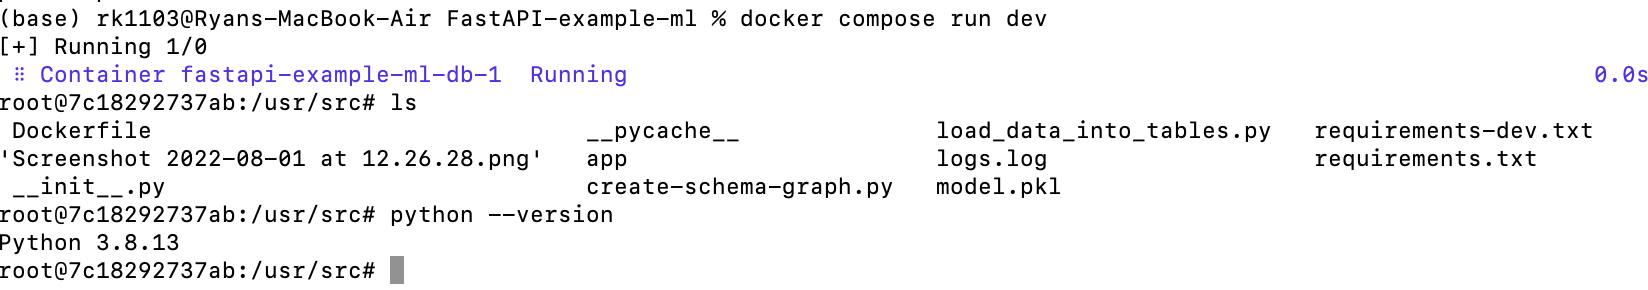 (base) rk1103@Ryans-MacBook-Air FastAPI-example-ml % docker compose run dev
[+] Running 1/0
⠿ Container fastapi-example-ml-db-1  Running                                                                                                   0.0s
root@7c18292737ab:/usr/src# ls
 Dockerfile                               __pycache__              load_data_into_tables.py   requirements-dev.txt
'Screenshot 2022-08-01 at 12.26.28.png'   app                      logs.log                   requirements.txt
 __init__.py                              create-schema-graph.py   model.pkl
root@7c18292737ab:/usr/src# python --version
Python 3.8.13
root@7c18292737ab:/usr/src#